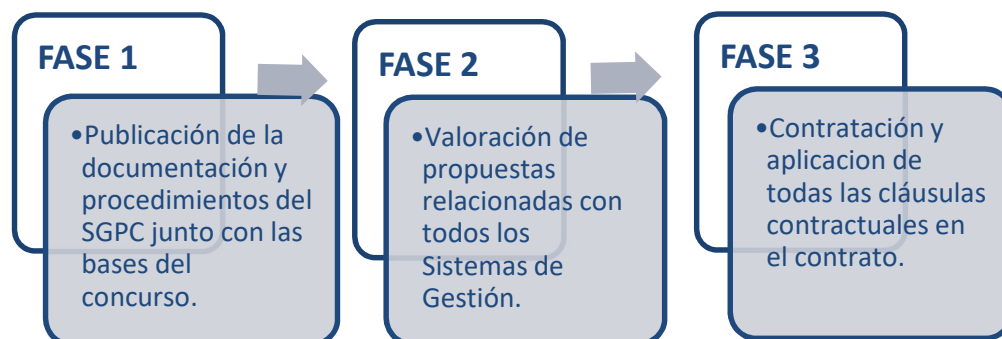 FASE 1
•Publicación de la
documentación y
procedimientos del
SGPC junto con las
bases del
concurso.
FASE 2
•Valoración de
propuestas
relacionadas con
todos los
Sistemas de
Gestión.
FASE 3
•Contratación y
aplicacion de
todas las cláusulas
contractuales en
el contrato.